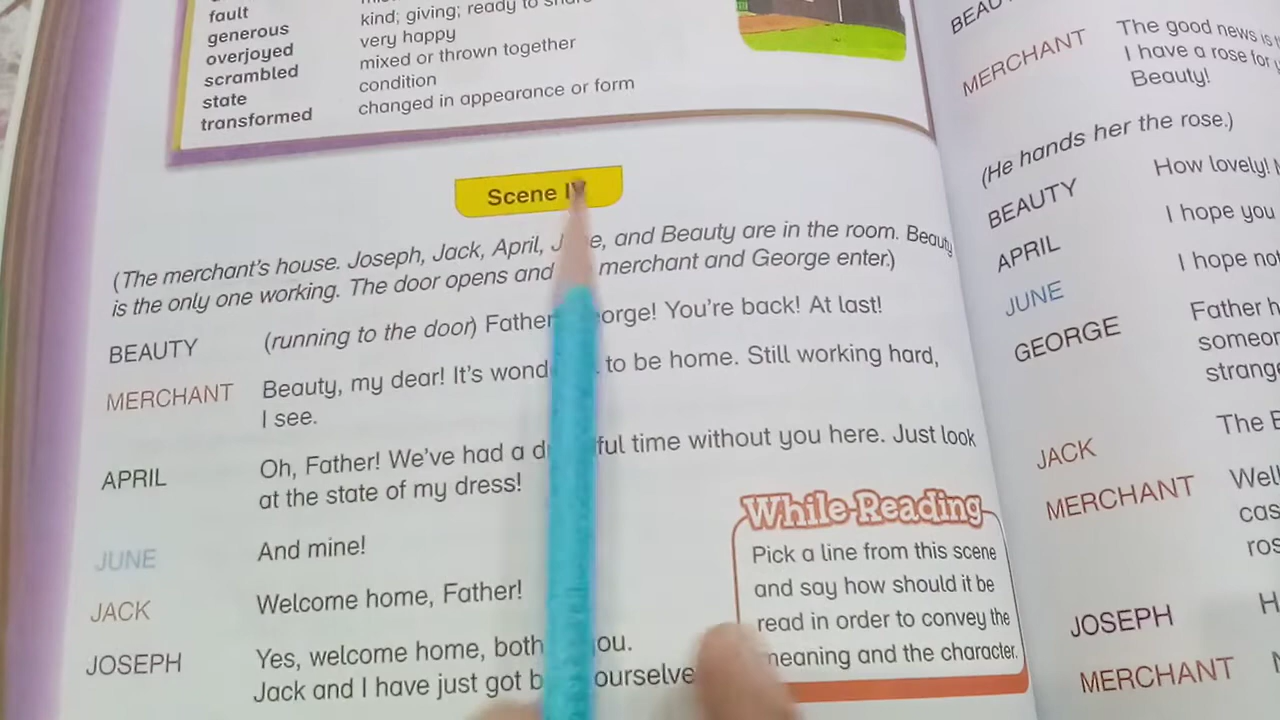 fault
kind; giving; ready to share
generous
very happy
overjoyed
mixed or thrown together
scrambled
condition
state
changed in appearance or form
transformed
Scene
(The merchant's house. Joseph, Jack, April, and Beauty are in the room. Beauty
is the only one working. The door opens and merchant and George enter.)
BEAUTY (running to the door) Father! You're back! At last!
MERCHANT Beauty, my dear! It's to be home. Still working hard,
I see.
APRIL Oh, Father! We've had a time without you here. Just look
at the state of my dress!
JUNE And mine!
JACK Welcome home, Father!
JOSEPH Yes, welcome home, both
Jack and I have just got
While-Reading
Pick a line from this scene
and say how should it be
read in order to convey the
meaning and the character.
MERCHANT The good news is
I have a rose for
Beauty!
(He hands her the rose.)
BEAUTY How lovely!
APRIL I hope you
JUNE I hope not
GEORGE Father
JACK The
MERCHANT Well
JOSEPH
MERCHANT